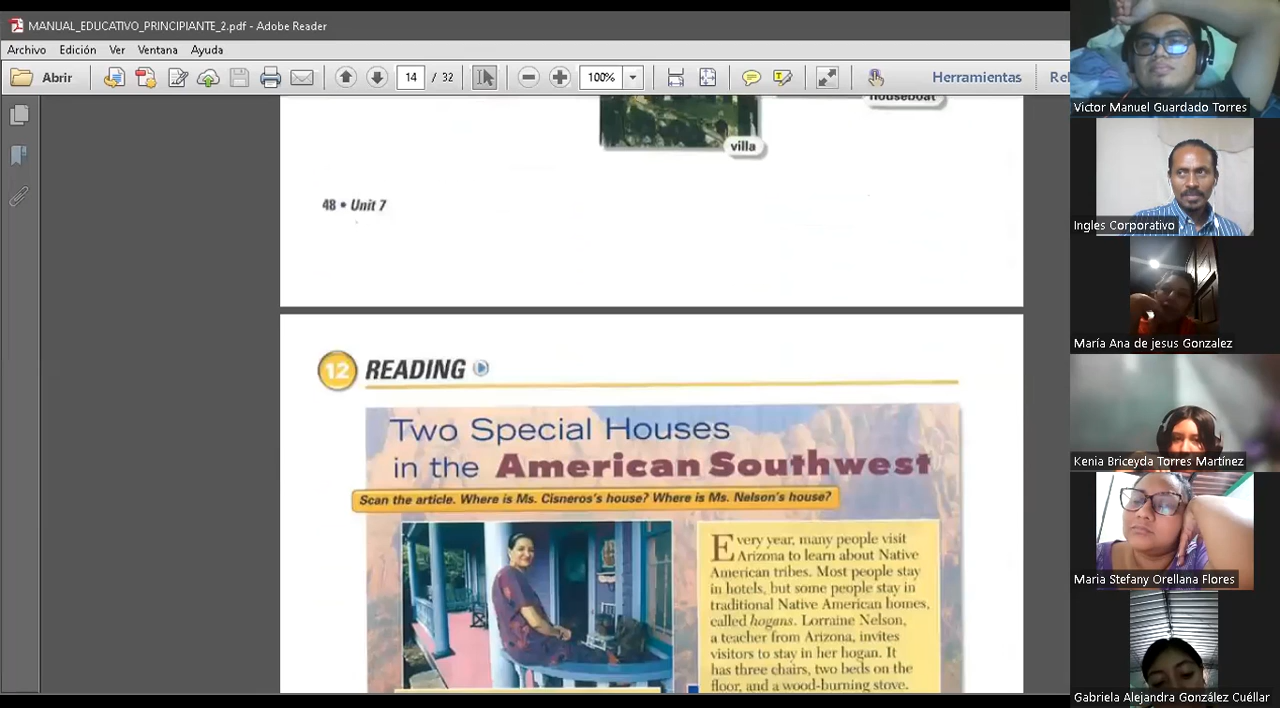 MANUAL_EDUCATIVO_PRINCIPIANTE_2.pdf - Adobe Reader
Archivo Edición Ver Ventana Ayuda
Abrir
14 / 32
100%
Herramientas
houseboat
villa
48 • Unit 7
12 READING
Two Special Houses
in the American Southwest
Scan the article. Where is Ms. Cisneros's house? Where is Ms. Nelson's house?
Every year, many people visit
Arizona to learn about Native
American tribes. Most people stay
in hotels, but some people stay in
traditional Native American homes,
called hogans. Lorraine Nelson,
a teacher from Arizona, invites
visitors to stay in her hogan. It
has three chairs, two beds on the
floor, and a wood-burning stove.
Victor Manuel Guardado Torres
Ingles Corporativo
María Ana de jesus Gonzalez
Kenia Briceyda Torres Martínez
Maria Stefany Orellana Flores
Gabriela Alejandra González Cuéllar